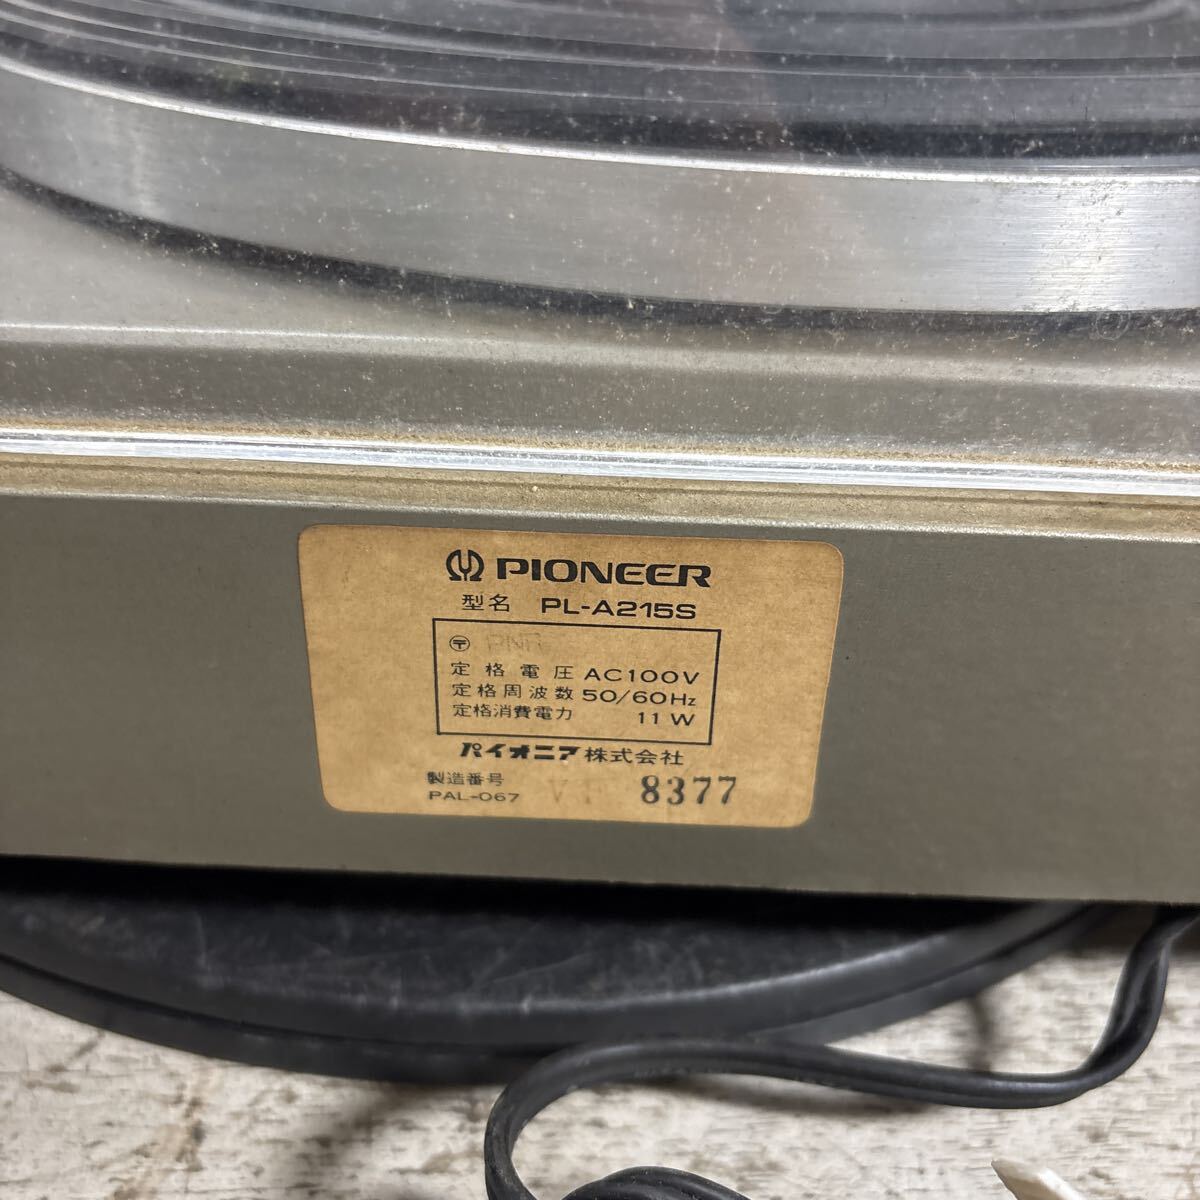 PIONEER
型名 PL-A215S
〒
定格電圧 AC100V
定格周波数 50/60Hz
定格消費電力 11W
パイオニア株式会社
製造番号
PAL-067 8377